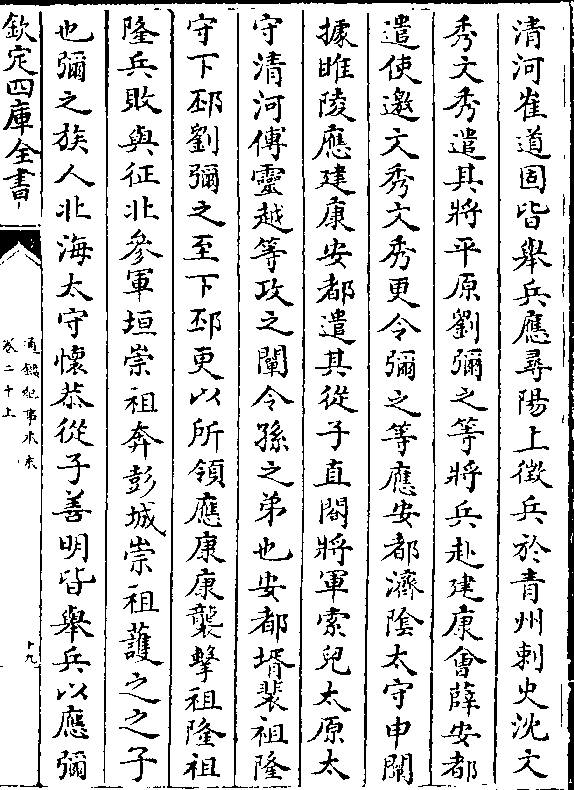 清河崔道固皆舉兵應尋陽上徴兵於青州刺史沈文
秀文秀遣其將平原劉彌之等將兵赴建康會薛安都
遣使邀文秀文秀更令彌之等應安都濟隂太守申闡
據睢陵應建康安都遣其從子直閤將軍索兒太原太
守清河傅靈越等攻之闡令孫之弟也安都壻裴祖隆
守下邳劉彌之至下邳更以所領應康康襲擊祖隆祖
隆兵敗與征北參軍垣崇祖奔彭城崇祖䕶之之子
也彌之族人北海太守懷恭從子善明皆舉兵以應彌
欽定四庫全書
通鑑紀事本末
卷二十上
十九